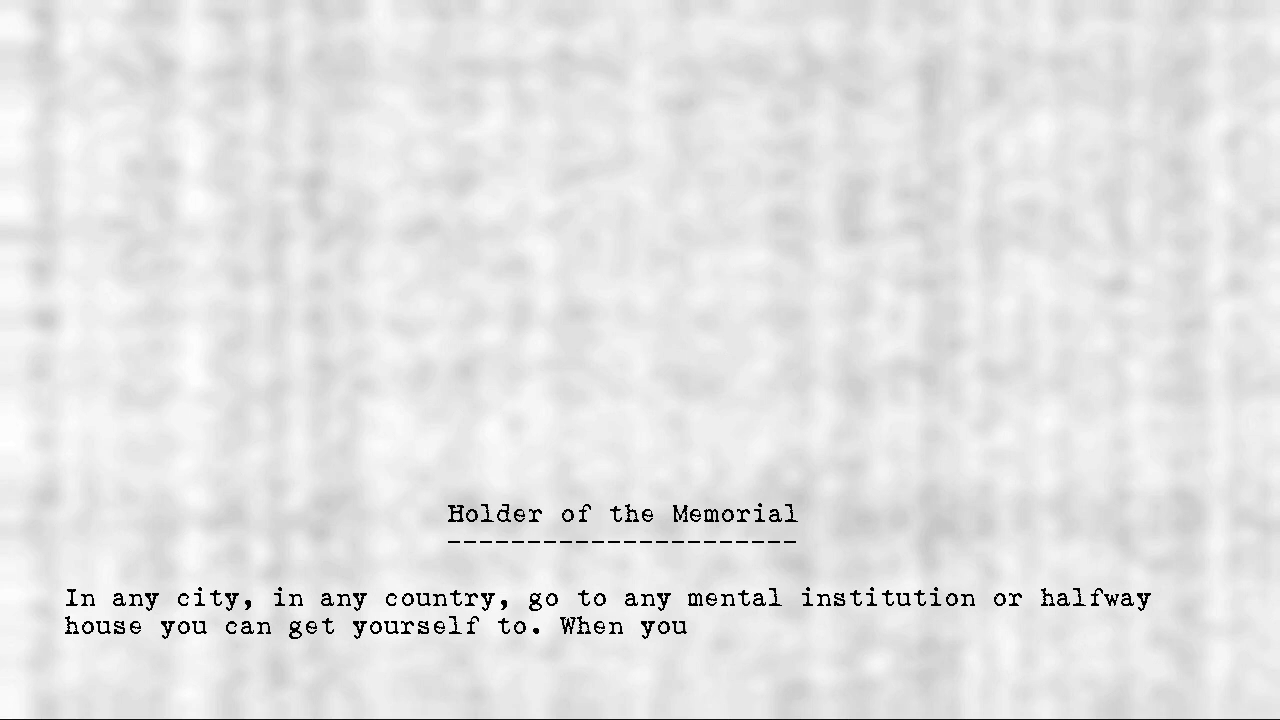 Holder of the Memorial
----------------------
In any city, in any country, go to any mental institution or halfway
house you can get yourself to. When you